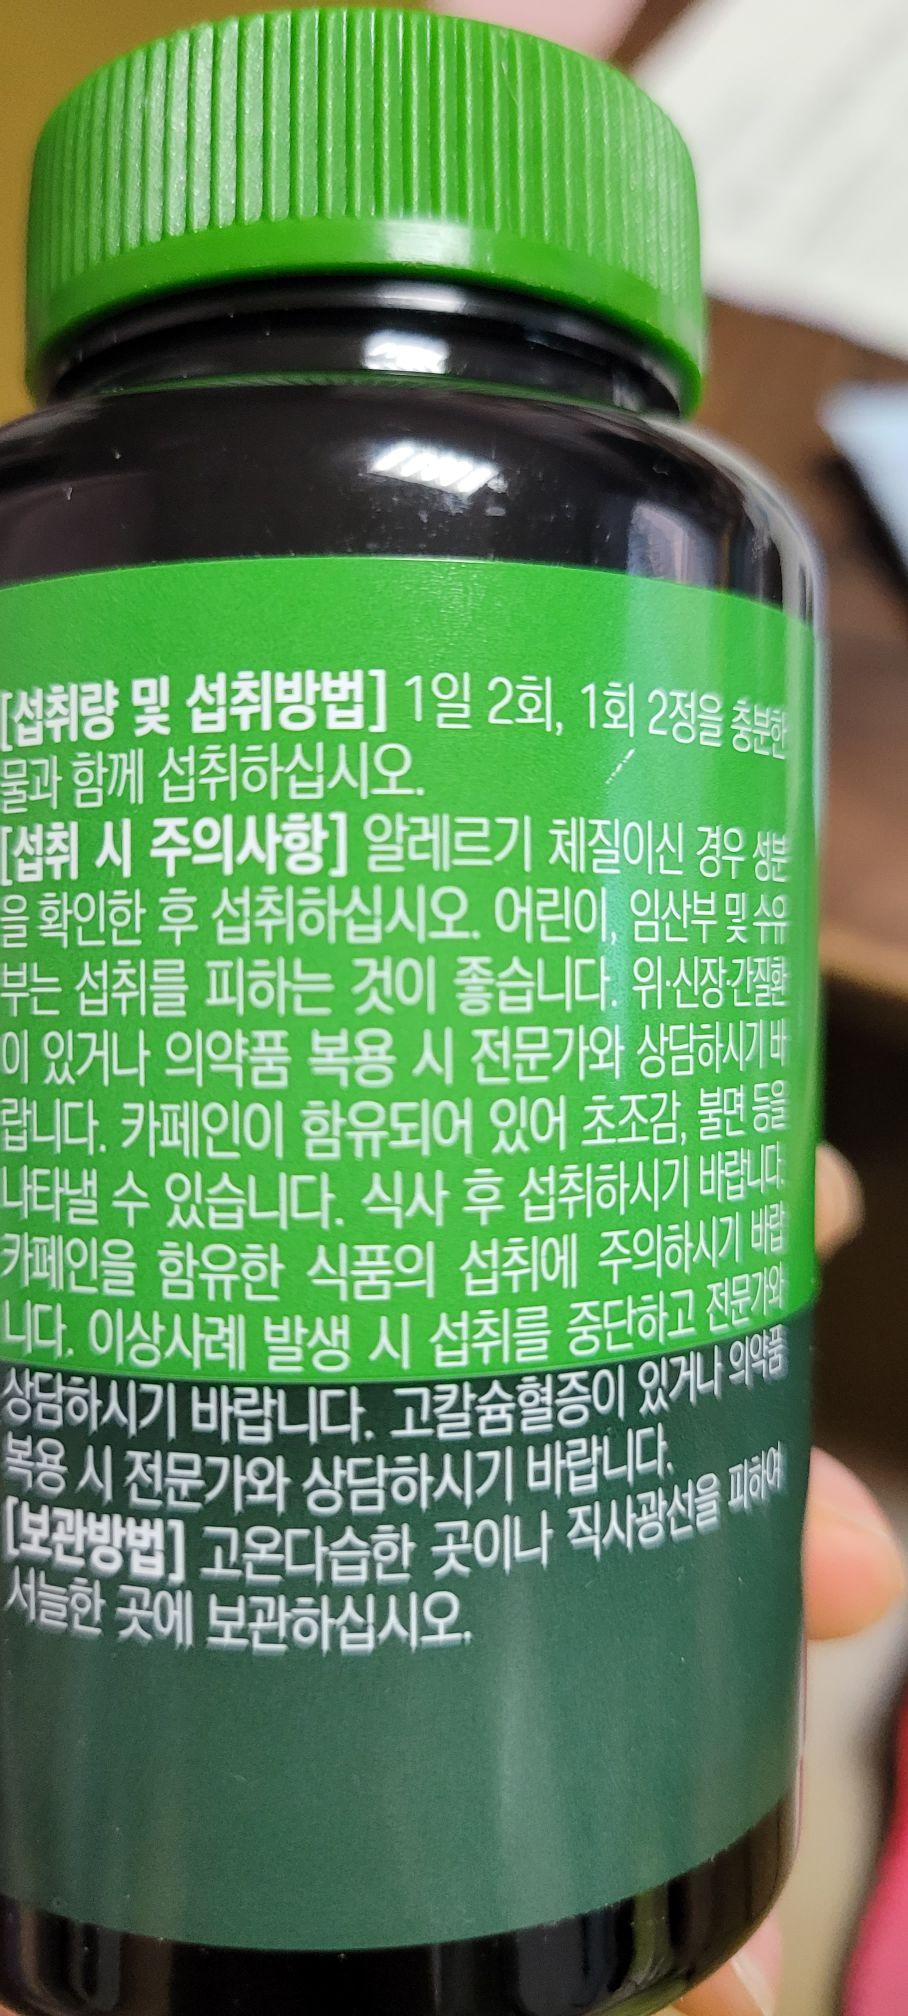 [섭취량 및 섭취방법] 1일 2회, 1회 2정을 충분한
물과 함께 섭취하십시오.
[섭취 시 주의사항] 알레르기 체질이신 경우 성분
을 확인한 후 섭취하십시오. 어린이, 임산부 및 수유
부는 섭취를 피하는 것이 좋습니다. 위·신장·간질환
이 있거나 의약품 복용 시 전문가와 상담하시기 바
랍니다. 카페인이 함유되어 있어 초조감, 불면 등을
나타낼 수 있습니다. 식사 후 섭취하시기 바랍니다.
카페인을 함유한 식품의 섭취에 주의하시기 바랍
니다. 이상사례 발생 시 섭취를 중단하고 전문가와
상담하시기 바랍니다. 고칼슘혈증이 있거나 의약품
복용 시 전문가와 상담하시기 바랍니다.
[보관방법] 고온다습한 곳이나 직사광선을 피하여
서늘한 곳에 보관하십시오.